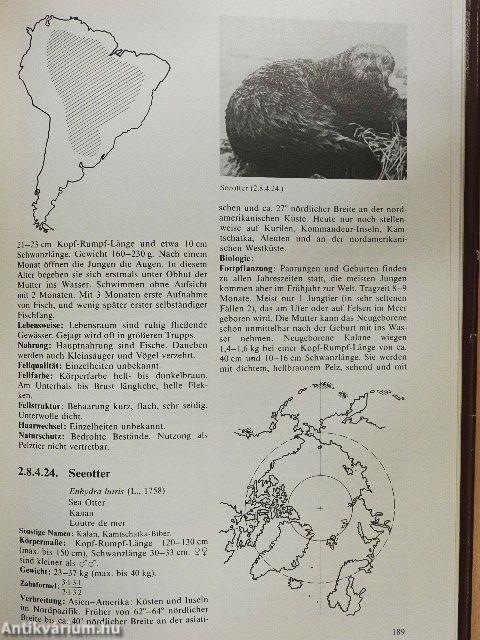 21–23 cm Kopf-Rumpf-Länge und etwa 10 cm
Schwanzlänge. Gewicht 160–230 g. Nach einem
Monat öffnen die Jungen die Augen. In diesem
Alter begeben sie sich erstmals unter Obhut der
Mutter ins Wasser. Schwimmen ohne Aufsicht
mit 2 Monaten. Mit 3 Monaten erste Aufnahme
von Fisch, und wenig später erster selbständiger
Fischfang.
Lebensweise: Lebensraum sind ruhig fließende
Gewässer. Gejagt wird oft in größeren Trupps.
Nahrung: Hauptnahrung sind Fische. Daneben
werden auch Kleinsäuger und Vögel verzehrt.
Fellqualität: Einzelheiten unbekannt.
Fellfarbe: Körperfarbe hell- bis dunkelbraun.
Am Unterhals bis Brust längliche, helle Flek-
ken.
Fellstruktur: Behaarung kurz, flach, sehr seidig.
Unterwolle dicht.
Haarwechsel: Einzelheiten unbekannt.
Naturschutz: Bedrohte Bestände. Nutzung als
Pelztier nicht vertretbar.
2.8.4.24. Seeotter
Enhydra lutris (L., 1758)
Sea Otter
Калан
Loutre de mer
Sonstige Namen: Kalan, Kamtschatka-Biber.
Körpermaße: Kopf-Rumpf-Länge 120–130 cm
(max. bis 150 cm), Schwanzlänge 30–33 cm. ♀♀
sind kleiner als ♂♂.
Gewicht: 23–37 kg (max. bis 40 kg).
Zahnformel: 3·1·3·1
2·1·3·2
Verbreitung: Asien–Amerika: Küsten und Inseln
im Nordpazifik. Früher von 62°–64° nördlicher
Breite bis ca. 40° nördlicher Breite an der asiati-
Seeotter (2.8.4.24.)
schen und ca. 27° nördlicher Breite an der nord-
amerikanischen Küste. Heute nur noch stellen-
weise auf Kurilen, Kommandeur-Inseln, Kam-
tschatka, Aleuten und an der nordamerikani-
schen Westküste.
Biologie:
Fortpflanzung: Paarungen und Geburten finden
zu allen Jahreszeiten statt, die meisten Jungen
kommen aber im Frühjahr zur Welt. Tragzeit 8–9
Monate. Meist nur 1 Jungtier (in sehr seltenen
Fällen 2), das am Ufer oder auf Felsen im Meer
geboren wird. Die Mutter kann das Neugeborene
schon unmittelbar nach der Geburt mit ins Was-
ser nehmen. Neugeborene Kalane wiegen
1,4–1,6 kg bei einer Kopf-Rumpf-Länge von ca.
40 cm und 10–16 cm Schwanzlänge. Sie werden
mit dichtem, hellbraunem Pelz, sehend und mit
189
Antikvarium.hu